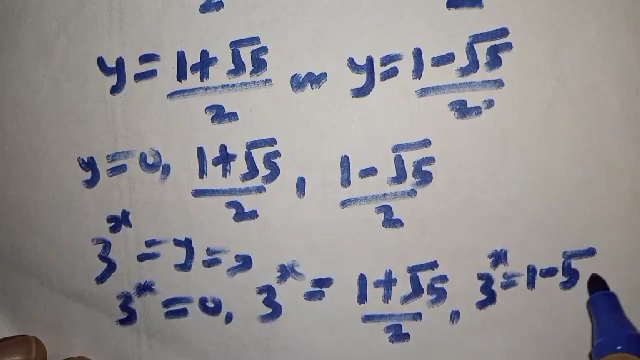 y = (1+√5)/2 or y = (1-√5)/2
y=0, (1+√5)/2, (1-√5)/2
3^x = y =>
3^x = 0, 3^x = (1+√5)/2, 3^x = 1-√5